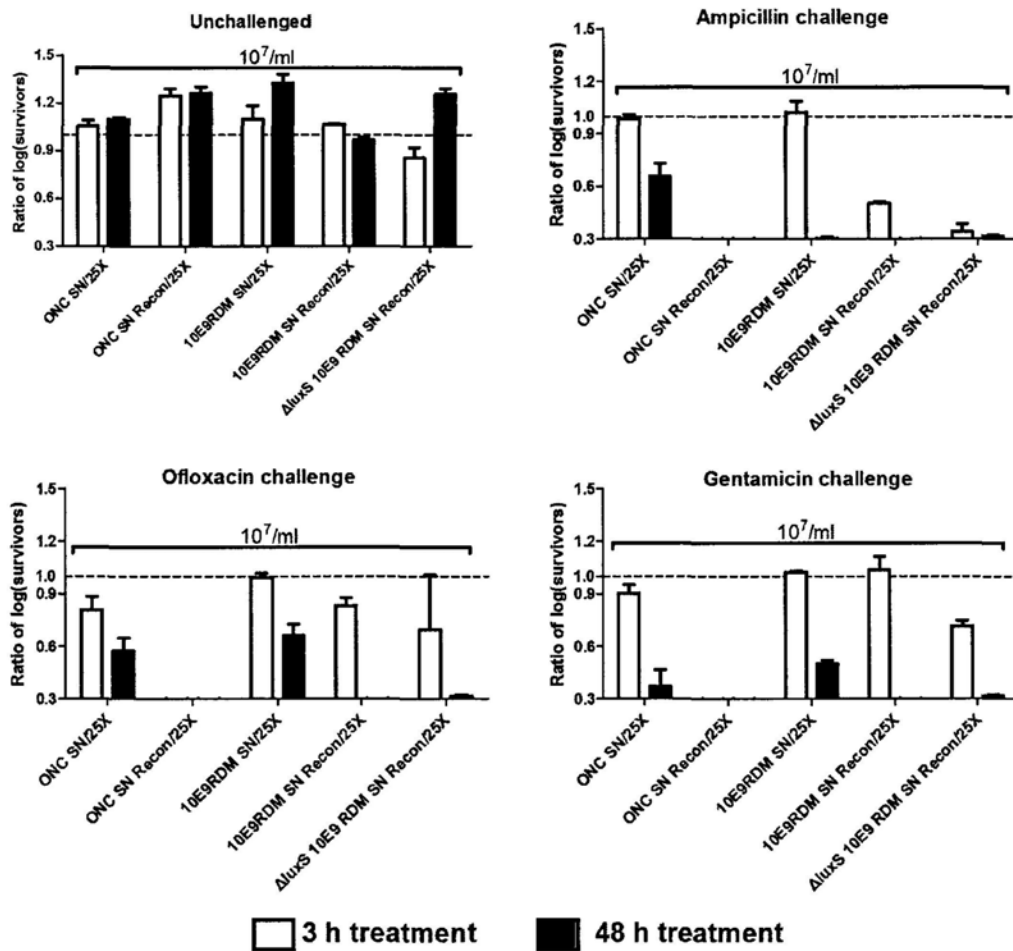 Unchallenged
10⁷/ml
Ratio of log(survivors)
1.5
1.2
0.9
0.6
0.3
ONC SN/25X
ONC SN Recon/25X
10E9RDM SN/25X
10E9RDM SN Recon/25X
ΔluxS 10E9 RDM SN Recon/25X
Ampicillin challenge
10⁷/ml
Ratio of log(survivors)
1.5
1.2
1.0
0.9
0.6
0.3
ONC SN/25X
ONC SN Recon/25X
10E9RDM SN/25X
10E9RDM SN Recon/25X
ΔluxS 10E9 RDM SN Recon/25X
Ofloxacin challenge
10⁷/ml
Ratio of log(survivors)
1.5
1.2
1.0
0.9
0.6
0.3
ONC SN/25X
ONC SN Recon/25X
10E9RDM SN/25X
10E9RDM SN Recon/25X
ΔluxS 10E9 RDM SN Recon/25X
Gentamicin challenge
10⁷/ml
Ratio of log(survivors)
1.5
1.2
1.0
0.9
0.6
0.3
ONC SN/25X
ONC SN Recon/25X
10E9RDM SN/25X
10E9RDM SN Recon/25X
ΔluxS 10E9 RDM SN Recon/25X
3 h treatment
48 h treatment